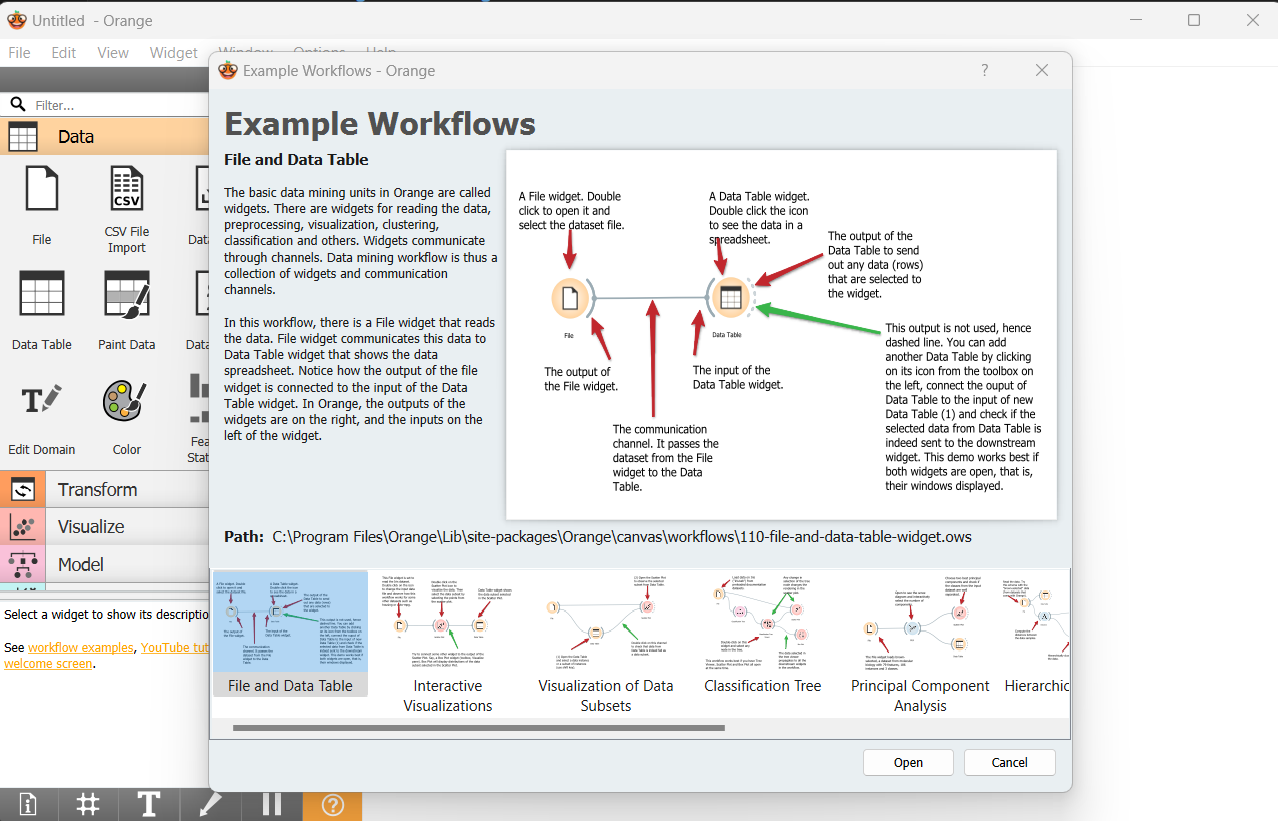 Untitled - Orange
File Edit View Widget Window Options Help
Example Workflows - Orange
?
Filter...
Data
File
CSV File
Import
Data Table
Paint Data
Edit Domain
Color
Transform
Visualize
Model
Select a widget to show its descriptio
See workflow examples, YouTube tut
welcome screen.
Example Workflows
File and Data Table
The basic data mining units in Orange are called
widgets. There are widgets for reading the data,
preprocessing, visualization, clustering,
classification and others. Widgets communicate
through channels. Data mining workflow is thus a
collection of widgets and communication
channels.
In this workflow, there is a File widget that reads
the data. File widget communicates this data to
Data Table widget that shows the data
spreadsheet. Notice how the output of the file
widget is connected to the input of the Data
Table widget. In Orange, the outputs of the
widgets are on the right, and the inputs on the
left of the widget.
A File widget. Double
click to open it and
select the dataset file.
A Data Table widget.
Double click the icon
to see the data in a
spreadsheet.
The output of the
Data Table to send
out any data (rows)
that are selected to
the widget.
File
Data Table
The output of
the File widget.
The input of the
Data Table widget.
The communication
channel. It passes the
dataset from the File
widget to the Data
Table.
This output is not used, hence
dashed line. You can add
another Data Table by clicking
on its icon from the toolbox on
the left, connect the ouput of
Data Table to the input of new
Data Table (1) and check if the
selected data from Data Table is
indeed sent to the downstream
widget. This demo works best if
both widgets are open, that is,
their windows displayed.
Path: C:\Program Files\Orange\Lib\site-packages\Orange\canvas\workflows\110-file-and-data-table-widget.ows
File and Data Table
Interactive
Visualizations
Visualization of Data
Subsets
Classification Tree
Principal Component
Analysis
Hierarchic
Open
Cancel